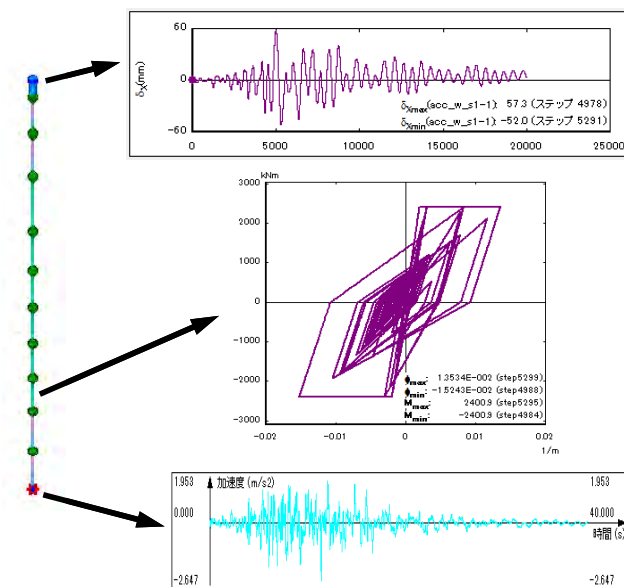 60
δx(mm)
0
δxmax(acc_w_s1-1): 57.3 (ステップ 4978)
δxmin(acc_w_s1-1): -52.0 (ステップ 5291)
-60
0 5000 10000 15000 20000 25000
kNm
3000
2000
1000
0
-1000
-2000
-3000
φmax: 1.3534E-002 (step5299)
φmin: -1.5243E-002 (step4988)
Mmax: 2400.9 (step5295)
Mmin: -2400.9 (step4984)
-0.02 -0.01 0 0.01 0.02
1/m
1.953 加速度(m/s2) 1.953
0.000 40.000
時間(s)
-2.647 -2.647